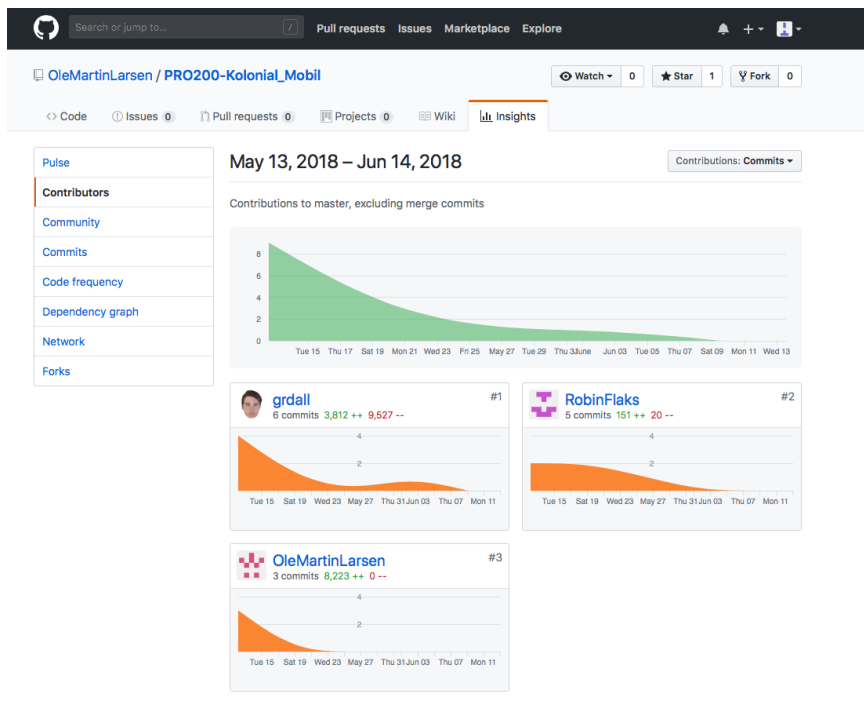 Search or jump to... / Pull requests Issues Marketplace Explore
OleMartinLarsen / PRO200-Kolonial_Mobil Watch 0 Star 1 Fork 0
<> Code Issues 0 Pull requests 0 Projects 0 Wiki Insights
Pulse
Contributors
Community
Commits
Code frequency
Dependency graph
Network
Forks
May 13, 2018 – Jun 14, 2018 Contributions: Commits
Contributions to master, excluding merge commits
8
6
4
2
0
Tue 15 Thu 17 Sat 19 Mon 21 Wed 23 Fri 25 May 27 Tue 29 Thu 31June Jun 03 Tue 05 Thu 07 Sat 09 Mon 11 Wed 13
grdall #1
6 commits 3,812 ++ 9,527 --
4
2
Tue 15 Sat 19 Wed 23 May 27 Thu 31 Jun 03 Thu 07 Mon 11
RobinFlaks #2
5 commits 151 ++ 20 --
4
2
Tue 15 Sat 19 Wed 23 May 27 Thu 31 Jun 03 Thu 07 Mon 11
OleMartinLarsen #3
3 commits 8,223 ++ 0 --
4
2
Tue 15 Sat 19 Wed 23 May 27 Thu 31 Jun 03 Thu 07 Mon 11